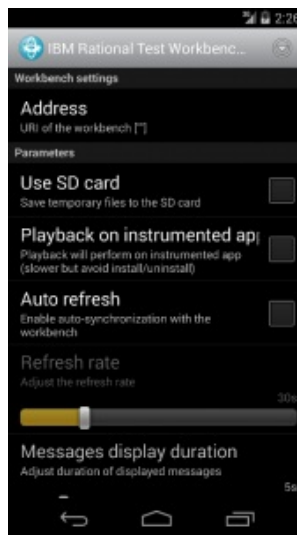 2:26
IBM Rational Test Workbenc...
Workbench settings
Address
URI of the workbench [""]
Parameters
Use SD card
Save temporary files to the SD card
Playback on instrumented ap
Playback will perform on instrumented app
(slower but avoid install/uninstall)
Auto refresh
Enable auto-synchronization with the
workbench
Refresh rate
Adjust the refresh rate
30s
Messages display duration
Adjust duration of displayed messages
5s